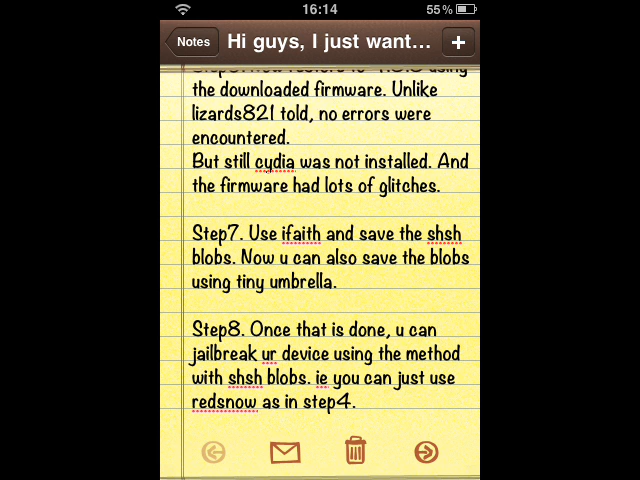 16:14
55%
Notes
Hi guys, I just want...
+
the downloaded firmware. Unlike
lizards821 told, no errors were
encountered.
But still cydia was not installed. And
the firmware had lots of glitches.
Step7. Use ifaith and save the shsh
blobs. Now u can also save the blobs
using tiny umbrella.
Step8. Once that is done, u can
jailbreak ur device using the method
with shsh blobs. ie you can just use
redsnow as in step4.